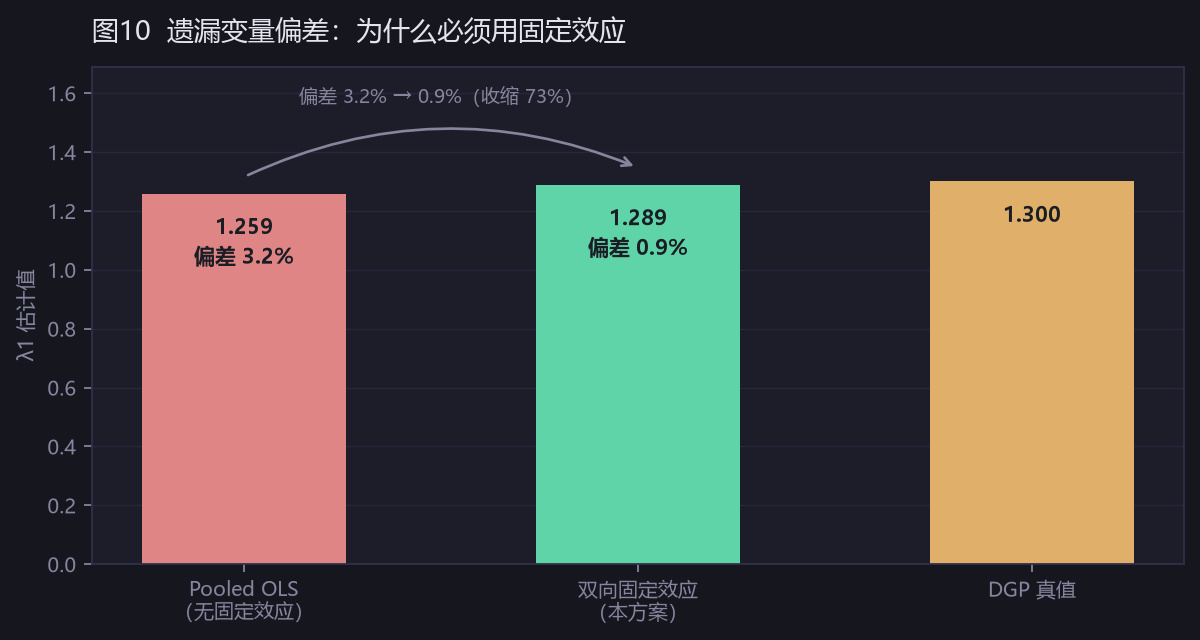 图10  遗漏变量偏差：为什么必须用固定效应
偏差 3.2% → 0.9%（收缩 73%）
λ1 估计值
1.6
1.4
1.2
1.0
0.8
0.6
0.4
0.2
0.0
1.259
偏差 3.2%
1.289
偏差 0.9%
1.300
Pooled OLS
（无固定效应）
双向固定效应
（本方案）
DGP 真值